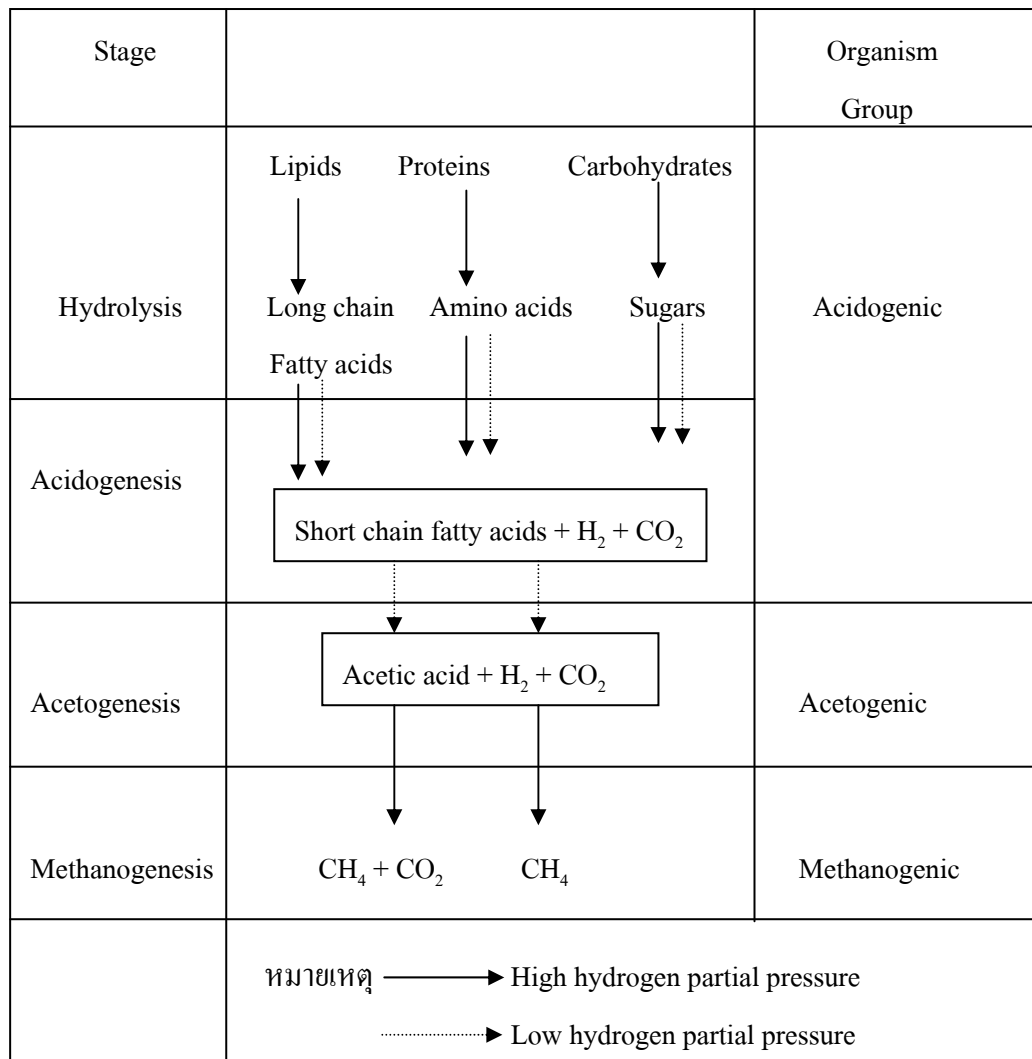 Stage
Organism
Group
Lipids Proteins Carbohydrates
Hydrolysis Long chain Amino acids Sugars Acidogenic
Fatty acids
Acidogenesis
Short chain fatty acids + H₂ + CO₂
Acetic acid + H₂ + CO₂
Acetogenesis Acetogenic
Methanogenesis CH₄ + CO₂ CH₄ Methanogenic
หมายเหตุ High hydrogen partial pressure
Low hydrogen partial pressure